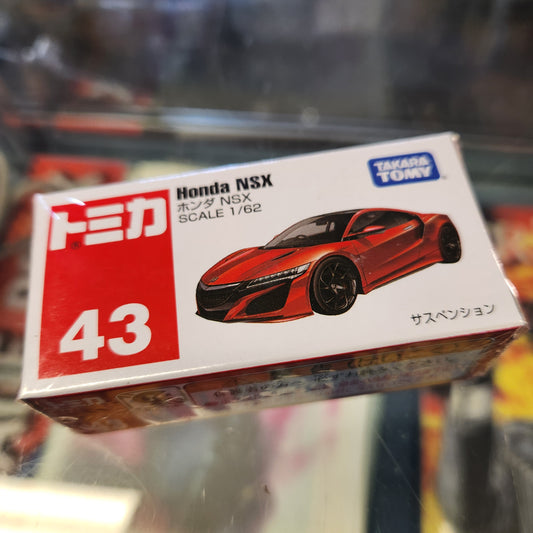 トミカ
43
Honda NSX
ホンダ NSX
SCALE 1/62
TAKARA
TOMY
サスペンション